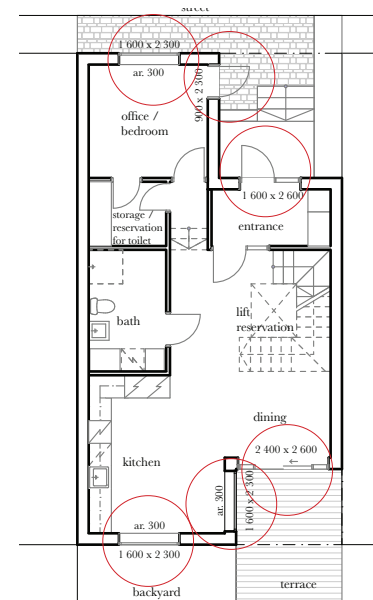 street
1 600 x 2 300
ar. 300
900 x 2 300
office /
bedroom
1 600 x 2 600
storage /
reservation
for toilet
entrance
bath
lift
reservation
dining
2 400 x 2 600
kitchen
ar. 300
1 600 x 2 300
ar. 300
1 600 x 2 300
backyard
terrace